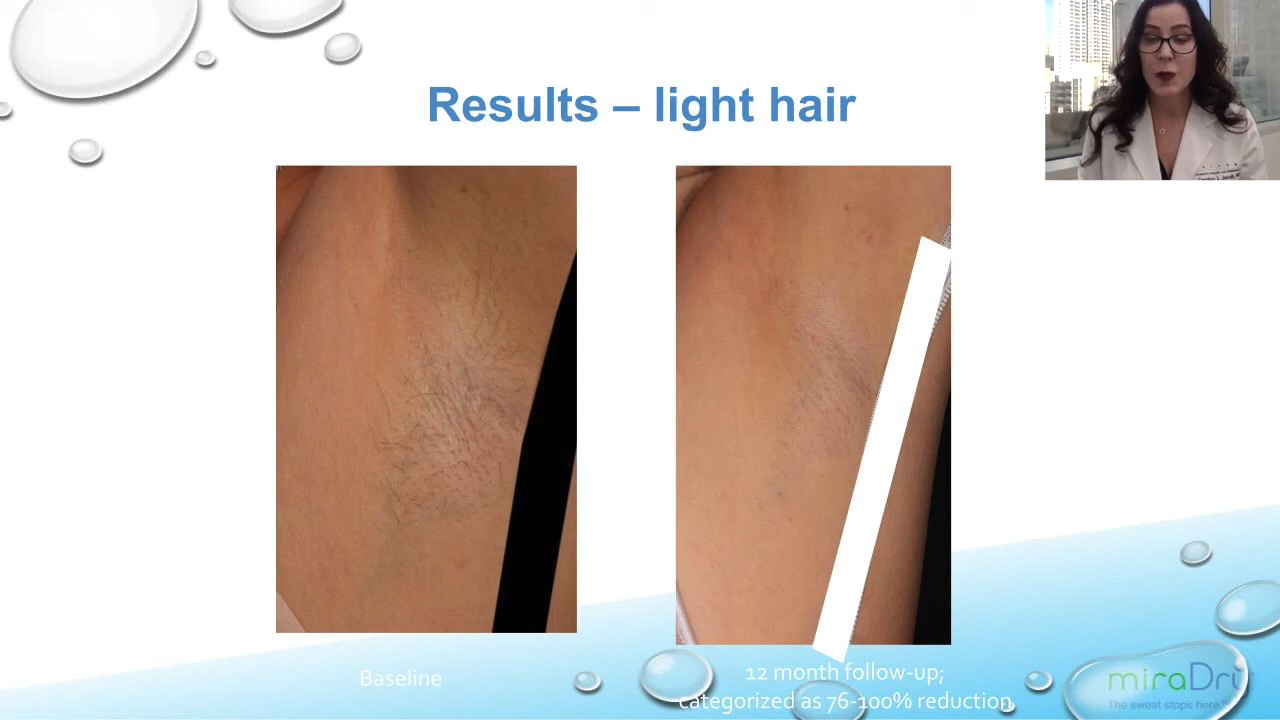 Results – light hair
Baseline
12 month follow-up;
categorized as 76-100% reduction
miraDry
The sweat stops here.